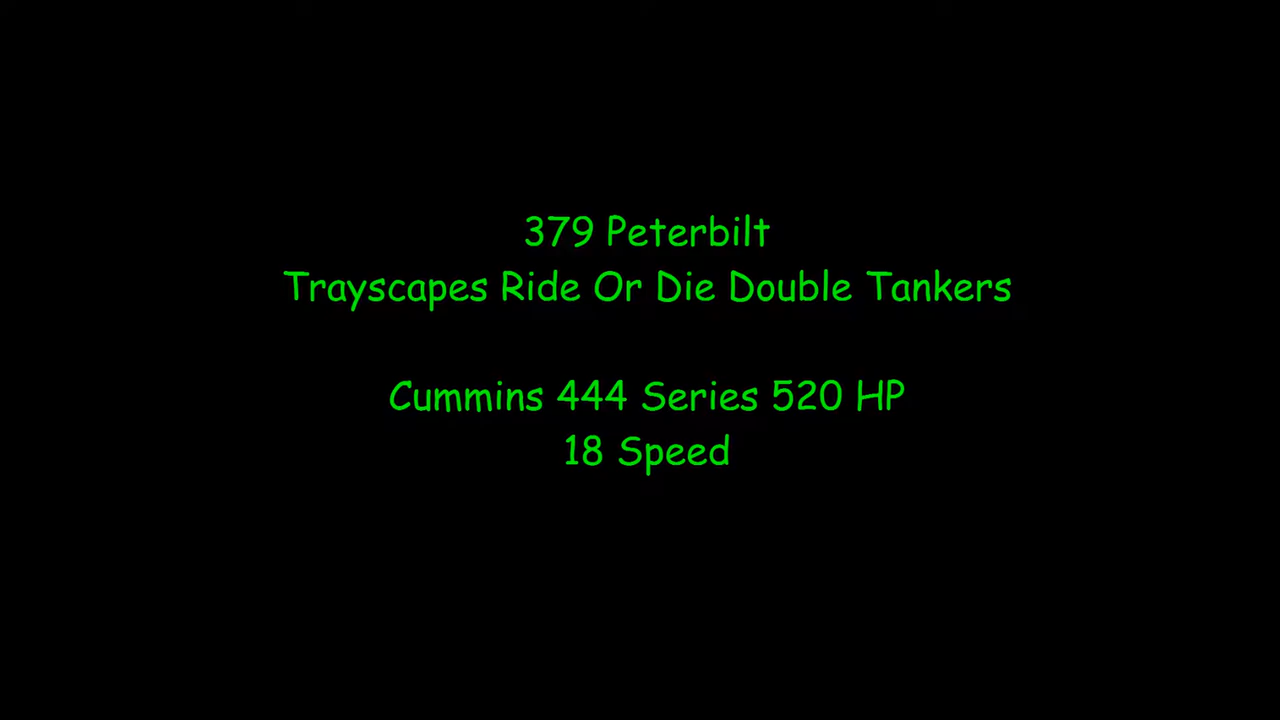 379 Peterbilt
Trayscapes Ride Or Die Double Tankers
Cummins 444 Series 520 HP
18 Speed